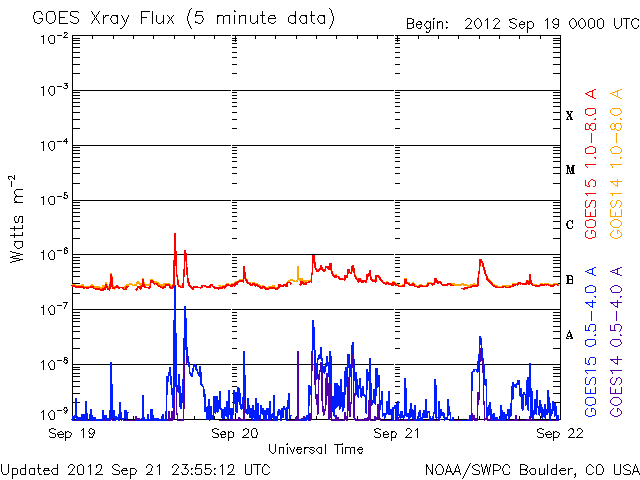 GOES Xray Flux (5 minute data)
Begin: 2012 Sep 19 0000 UTC
10-2
10-3
10-4
10-5
10-6
10-7
10-8
10-9
Watts m-2
X
M
C
B
A
GOES15 1.0-8.0 A
GOES14 1.0-8.0 A
GOES15 0.5-4.0 A
GOES14 0.5-4.0 A
Sep 19
Sep 20
Sep 21
Sep 22
Universal Time
Updated 2012 Sep 21 23:55:12 UTC
NOAA/SWPC Boulder, CO USA